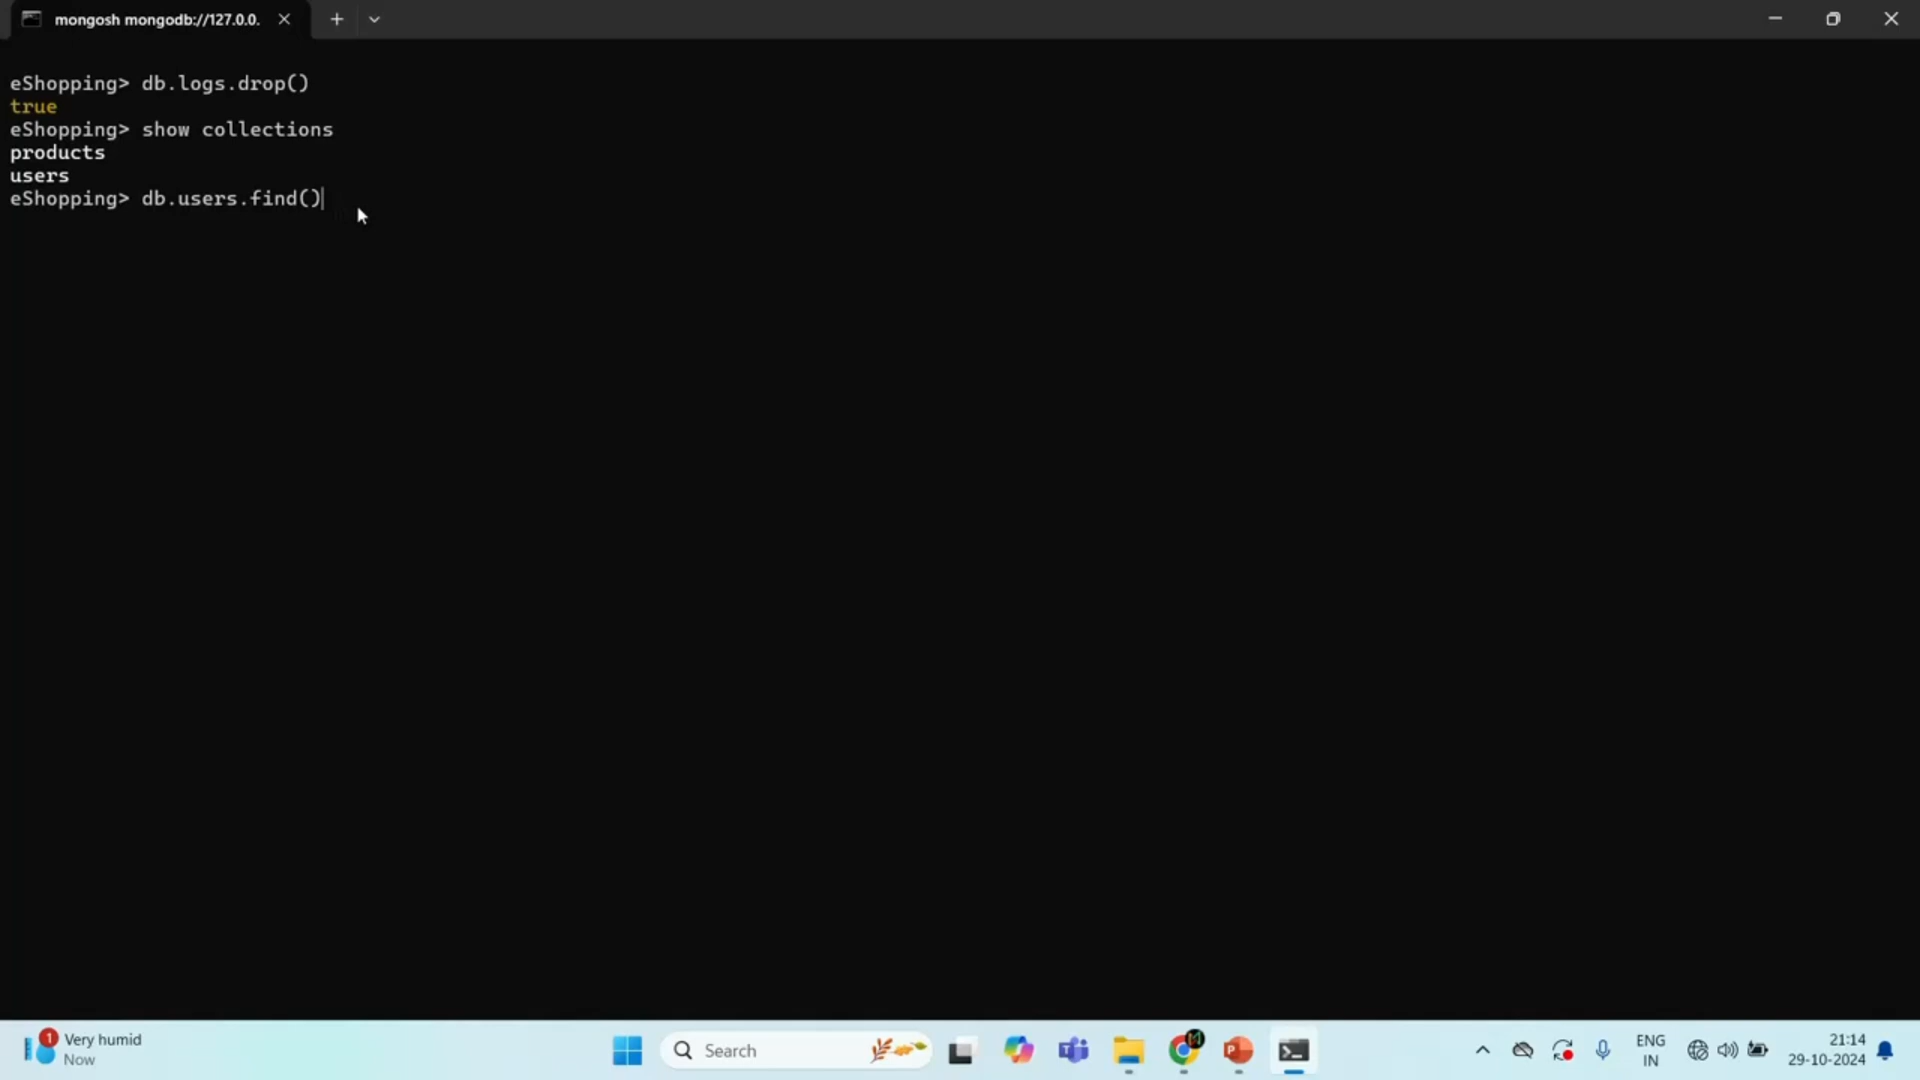 mongosh mongodb://127.0.0.
eShopping> db.logs.drop()
true
eShopping> show collections
products
users
eShopping> db.users.find()
1
Very humid
Now
Search
ENG
IN
21:14
29-10-2024